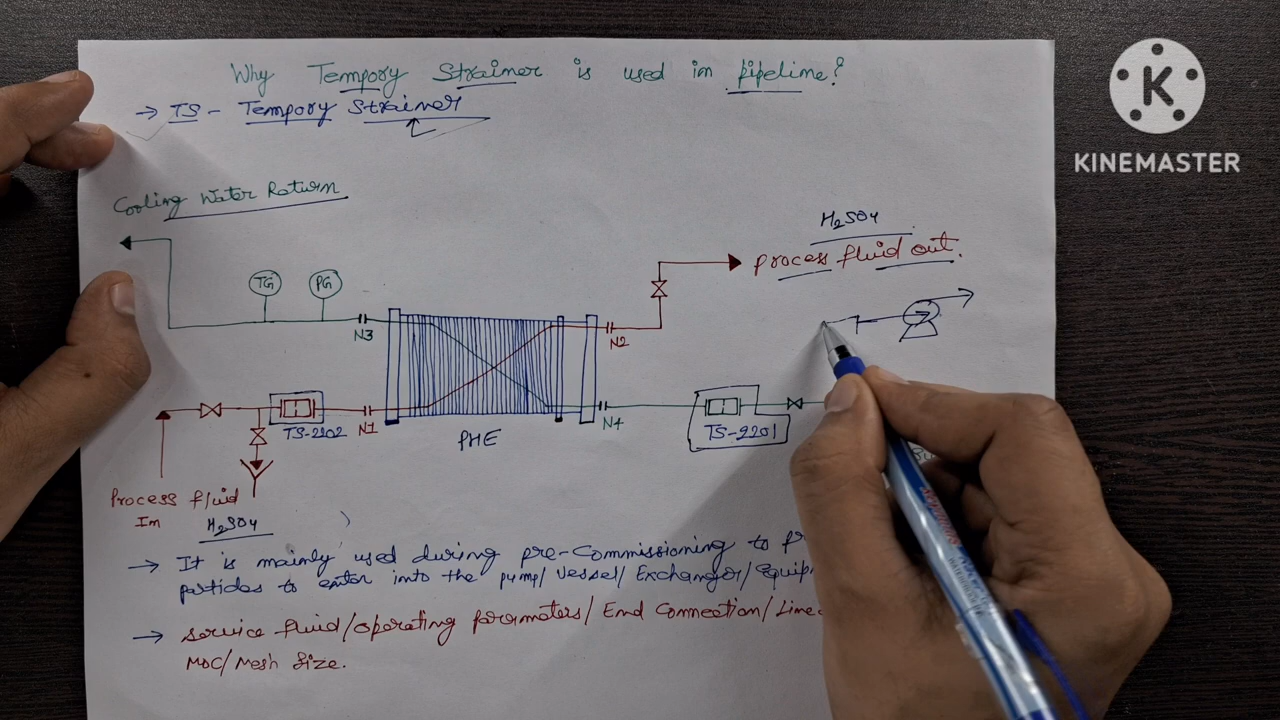 Why Tempory Strainer is used in pipeline?
→ TS - Tempory Strainer
KINEMASTER
Cooling Water Return
H2SO4
process fluid out.
TG PG
N3 N2
TS-2202 N1 PHE N4 TS-2201
Process fluid
In H2SO4
→ It is mainly used during pre-commissioning to
particles to enter into the pump/ Vessel/ Exchanger/
→ Service fluid/operating parameters/ End Connection/
MOC/Mesh Size.